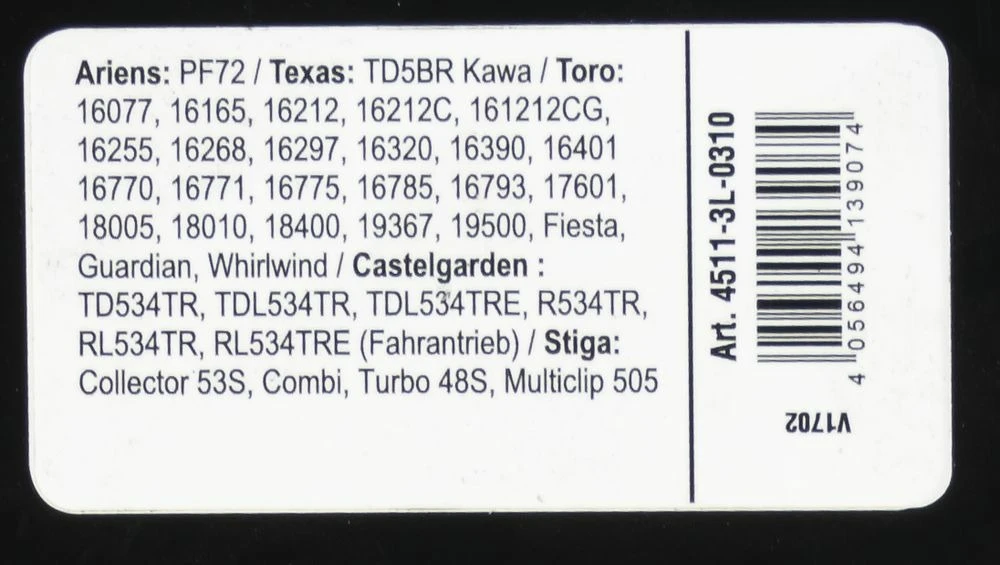 Ariens: PF72 / Texas: TD5BR Kawa / Toro:
16077, 16165, 16212, 16212C, 161212CG,
16255, 16268, 16297, 16320, 16390, 16401
16770, 16771, 16775, 16785, 16793, 17601,
18005, 18010, 18400, 19367, 19500, Fiesta,
Guardian, Whirlwind / Castelgarden :
TD534TR, TDL534TR, TDL534TRE, R534TR,
RL534TR, RL534TRE (Fahrantrieb) / Stiga:
Collector 53S, Combi, Turbo 48S, Multiclip 505
Art. 4511-3L-0310
4 056494 139074
V1702